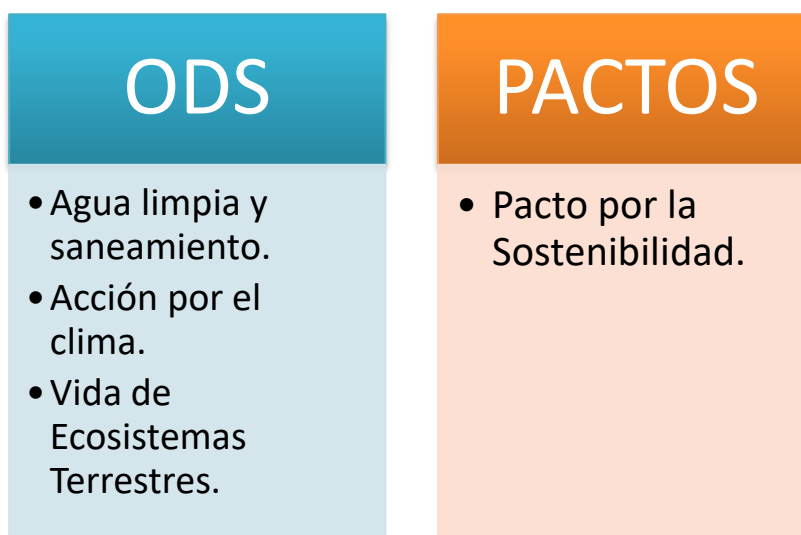 ODS
• Agua limpia y
saneamiento.
• Acción por el
clima.
• Vida de
Ecosistemas
Terrestres.
PACTOS
• Pacto por la
Sostenibilidad.